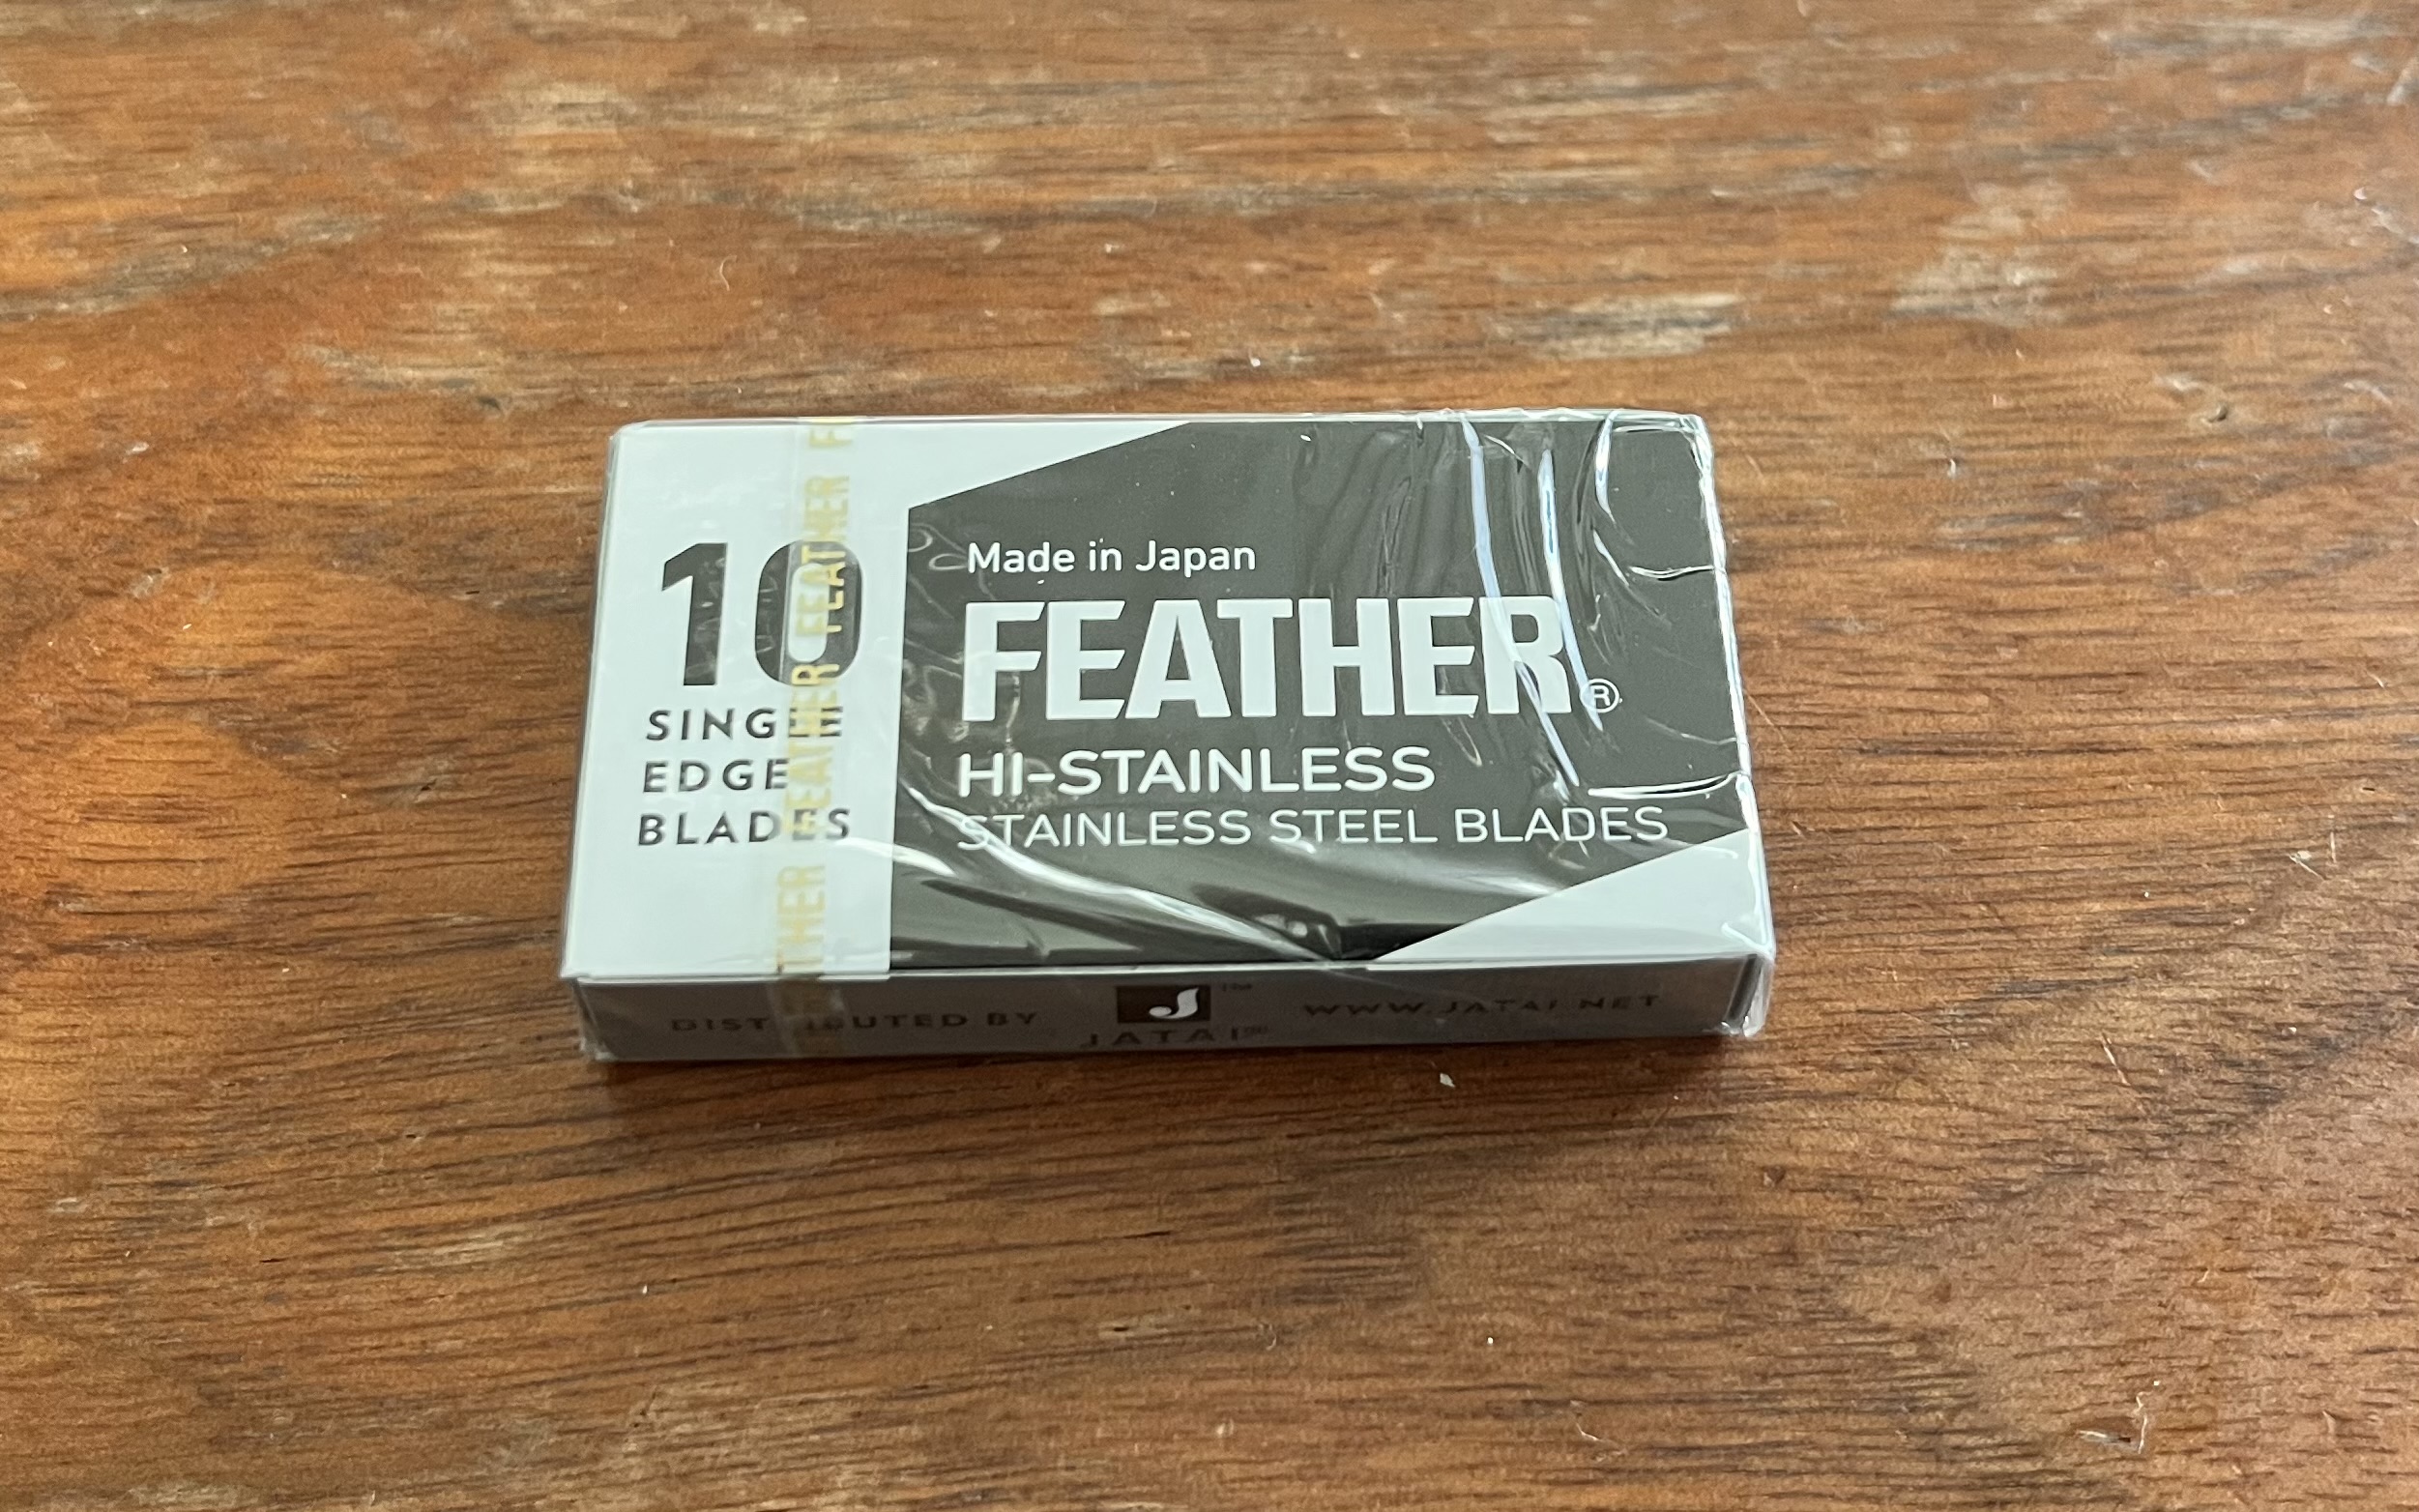 10
SINGLE
EDGE
BLADES
Made in Japan
FEATHER®
HI-STAINLESS
STAINLESS STEEL BLADES
FEATHER FEATHER
DISTRIBUTED BY
JATAI
WWW.JATAI.NET